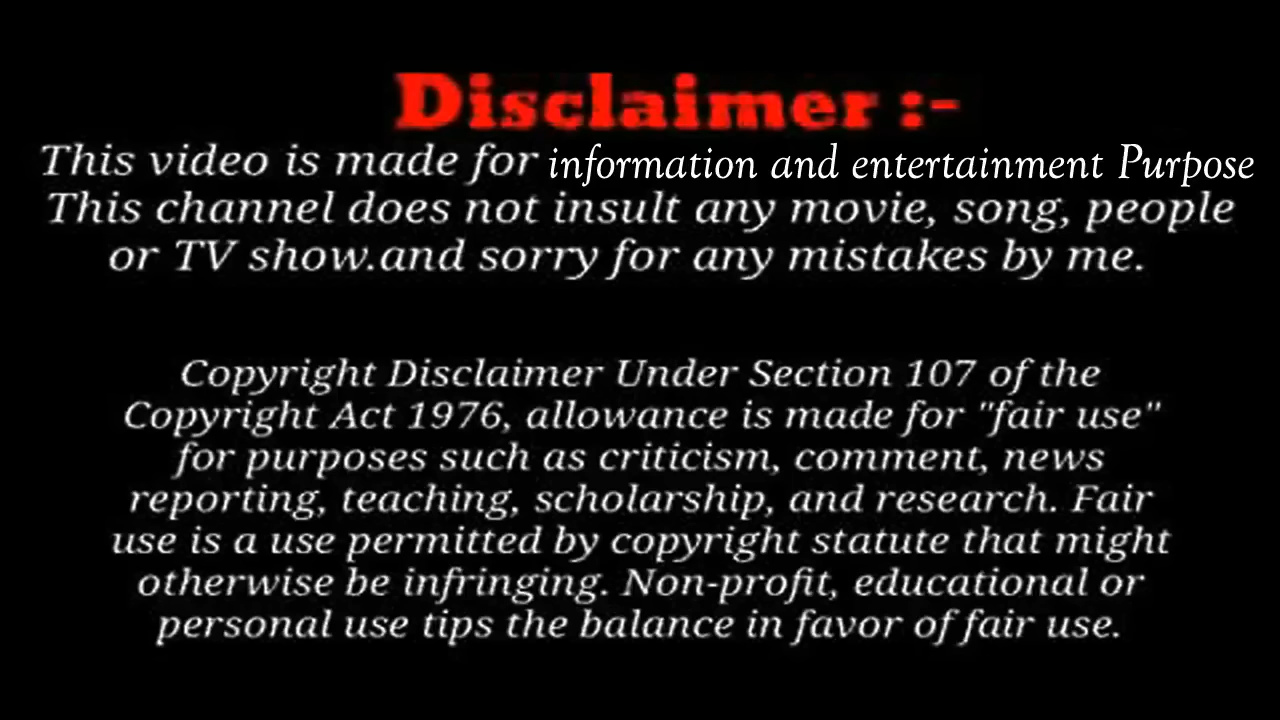 Disclaimer :-
This video is made for information and entertainment Purpose
This channel does not insult any movie, song, people
or TV show.and sorry for any mistakes by me.
Copyright Disclaimer Under Section 107 of the
Copyright Act 1976, allowance is made for "fair use"
for purposes such as criticism, comment, news
reporting, teaching, scholarship, and research. Fair
use is a use permitted by copyright statute that might
otherwise be infringing. Non-profit, educational or
personal use tips the balance in favor of fair use.